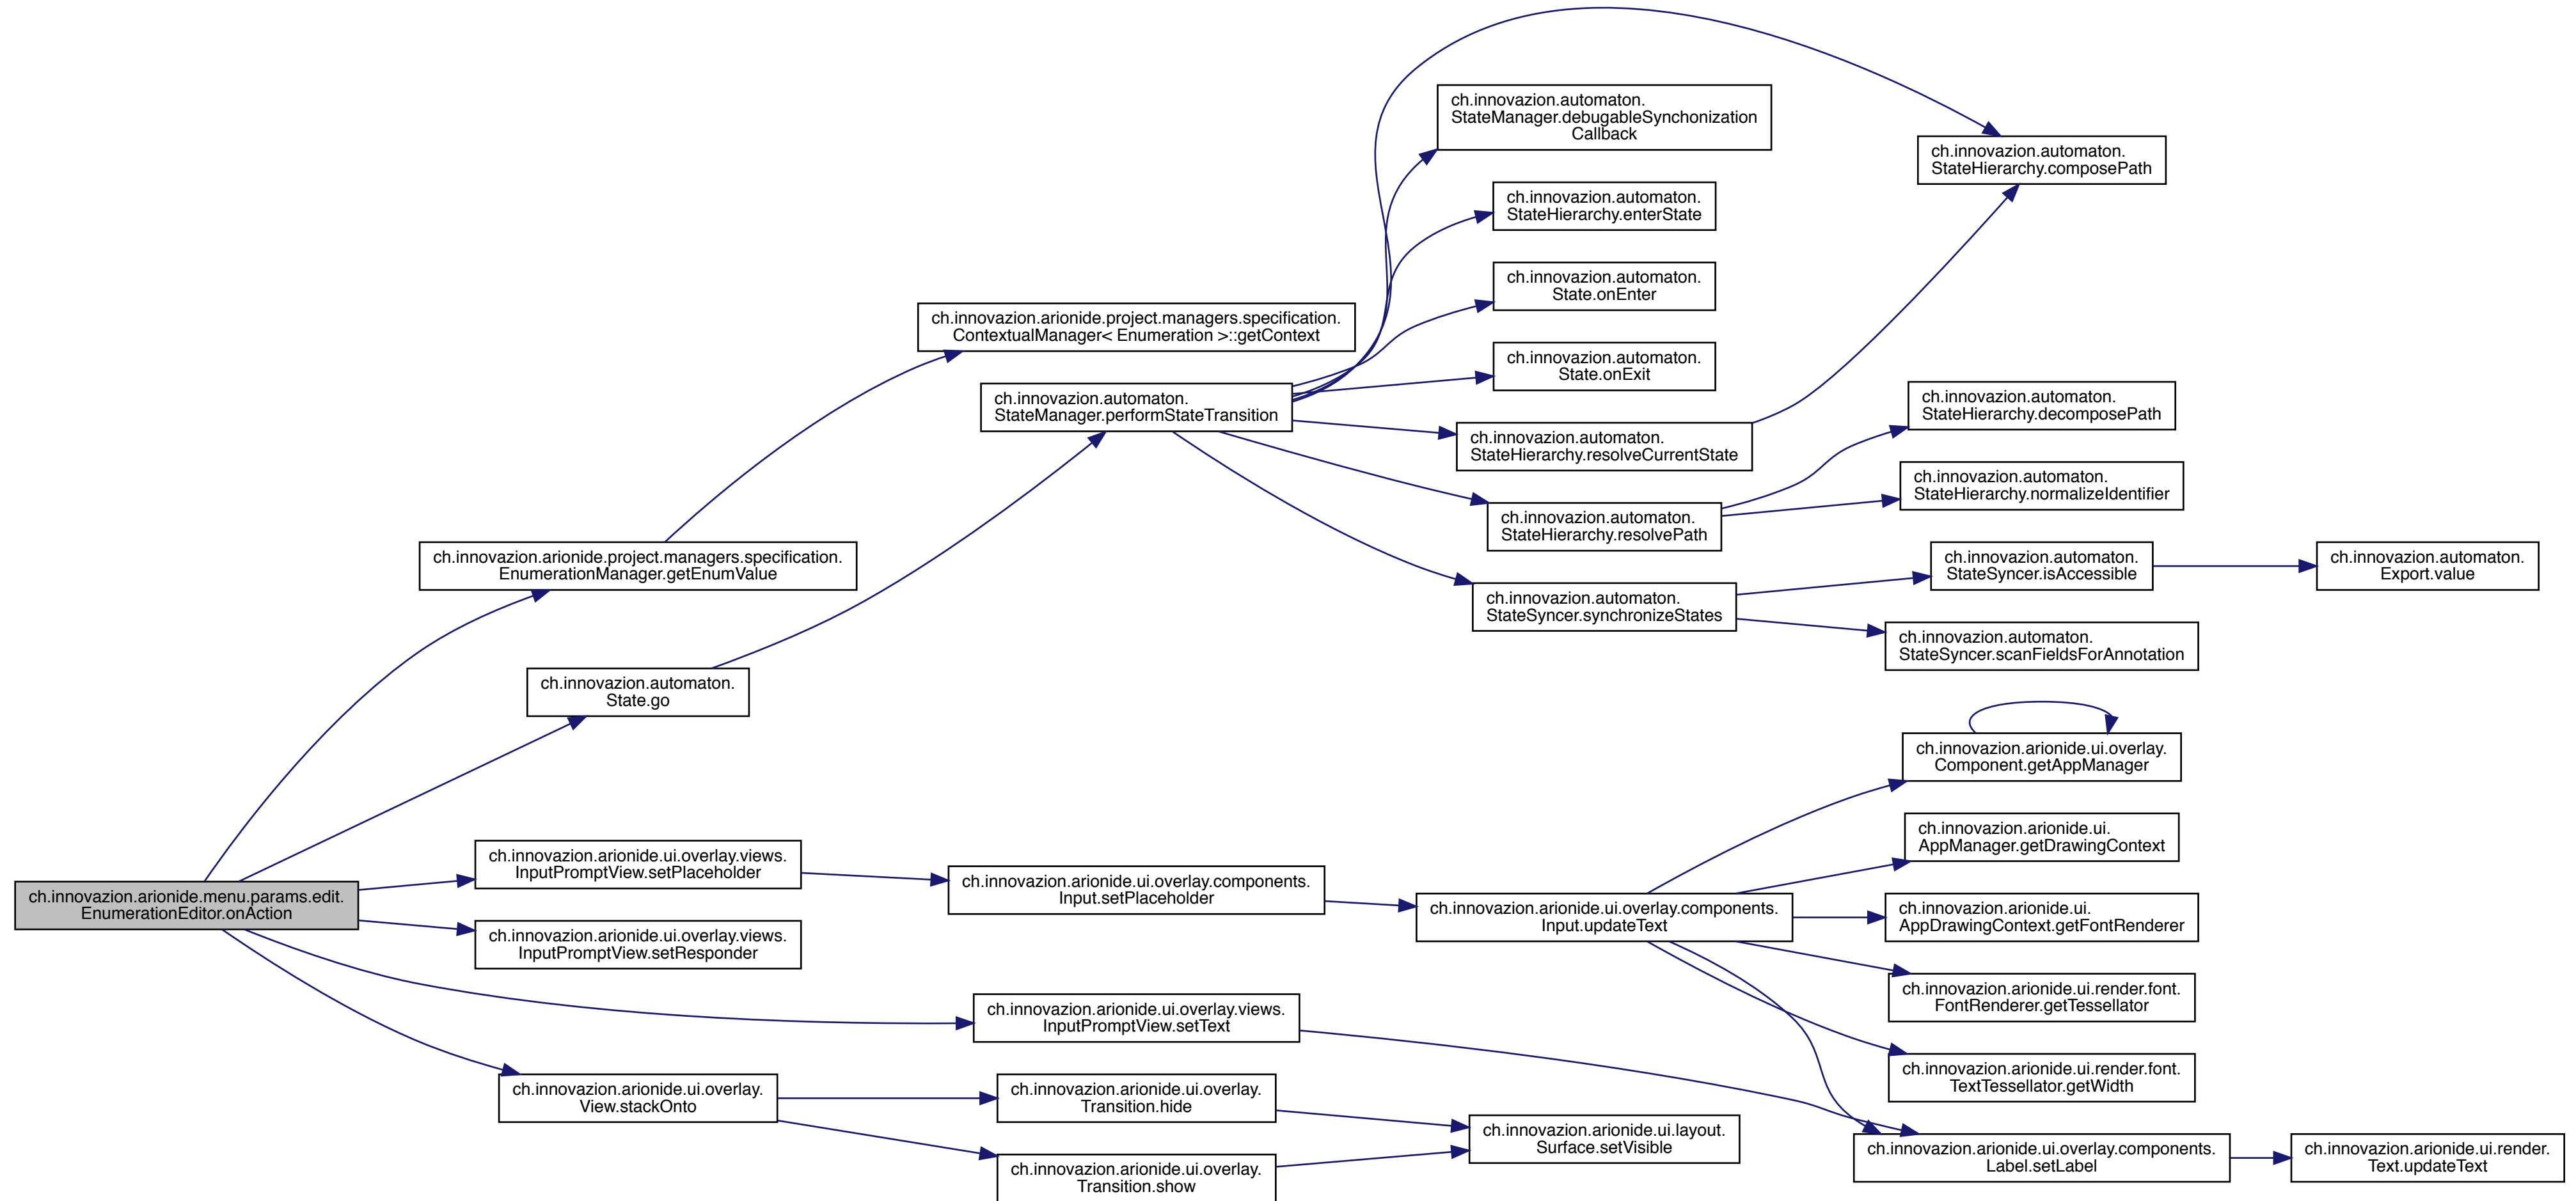 ch.innovazion.automaton.
StateManager.debugableSynchonization
Callback
ch.innovazion.automaton.
StateHierarchy.composePath
ch.innovazion.automaton.
StateHierarchy.enterState
ch.innovazion.automaton.
State.onEnter
ch.innovazion.arionide.project.managers.specification.
ContextualManager< Enumeration >::getContext
ch.innovazion.automaton.
State.onExit
ch.innovazion.automaton.
StateManager.performStateTransition
ch.innovazion.automaton.
StateHierarchy.decomposePath
ch.innovazion.automaton.
StateHierarchy.resolveCurrentState
ch.innovazion.automaton.
StateHierarchy.normalizeIdentifier
ch.innovazion.automaton.
StateHierarchy.resolvePath
ch.innovazion.arionide.project.managers.specification.
EnumerationManager.getEnumValue
ch.innovazion.automaton.
StateSyncer.isAccessible
ch.innovazion.automaton.
Export.value
ch.innovazion.automaton.
StateSyncer.synchronizeStates
ch.innovazion.automaton.
StateSyncer.scanFieldsForAnnotation
ch.innovazion.automaton.
State.go
ch.innovazion.arionide.ui.overlay.
Component.getAppManager
ch.innovazion.arionide.ui.
AppManager.getDrawingContext
ch.innovazion.arionide.ui.overlay.views.
InputPromptView.setPlaceholder
ch.innovazion.arionide.ui.overlay.components.
Input.setPlaceholder
ch.innovazion.arionide.menu.params.edit.
EnumerationEditor.onAction
ch.innovazion.arionide.ui.overlay.components.
Input.updateText
ch.innovazion.arionide.ui.
AppDrawingContext.getFontRenderer
ch.innovazion.arionide.ui.overlay.views.
InputPromptView.setResponder
ch.innovazion.arionide.ui.render.font.
FontRenderer.getTessellator
ch.innovazion.arionide.ui.overlay.views.
InputPromptView.setText
ch.innovazion.arionide.ui.render.font.
TextTessellator.getWidth
ch.innovazion.arionide.ui.overlay.
View.stackOnto
ch.innovazion.arionide.ui.overlay.
Transition.hide
ch.innovazion.arionide.ui.layout.
Surface.setVisible
ch.innovazion.arionide.ui.overlay.components.
Label.setLabel
ch.innovazion.arionide.ui.render.
Text.updateText
ch.innovazion.arionide.ui.overlay.
Transition.show